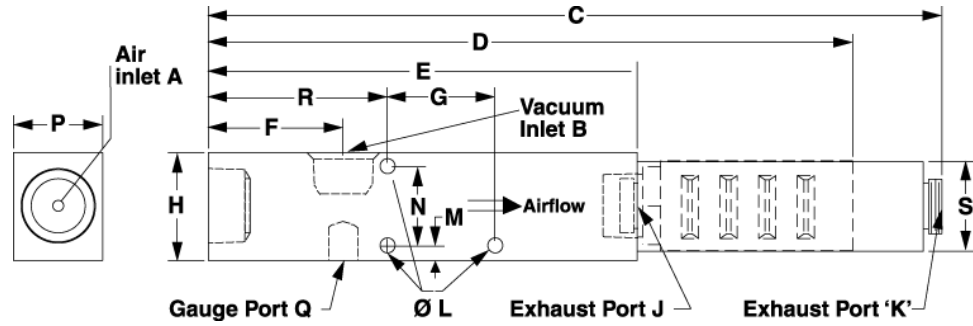 C
D
E
Air
inlet A
R
G
Vacuum
Inlet B
P
F
H
N
M
Airflow
S
Gauge Port Q
Ø L
Exhaust Port J
Exhaust Port ‘K’